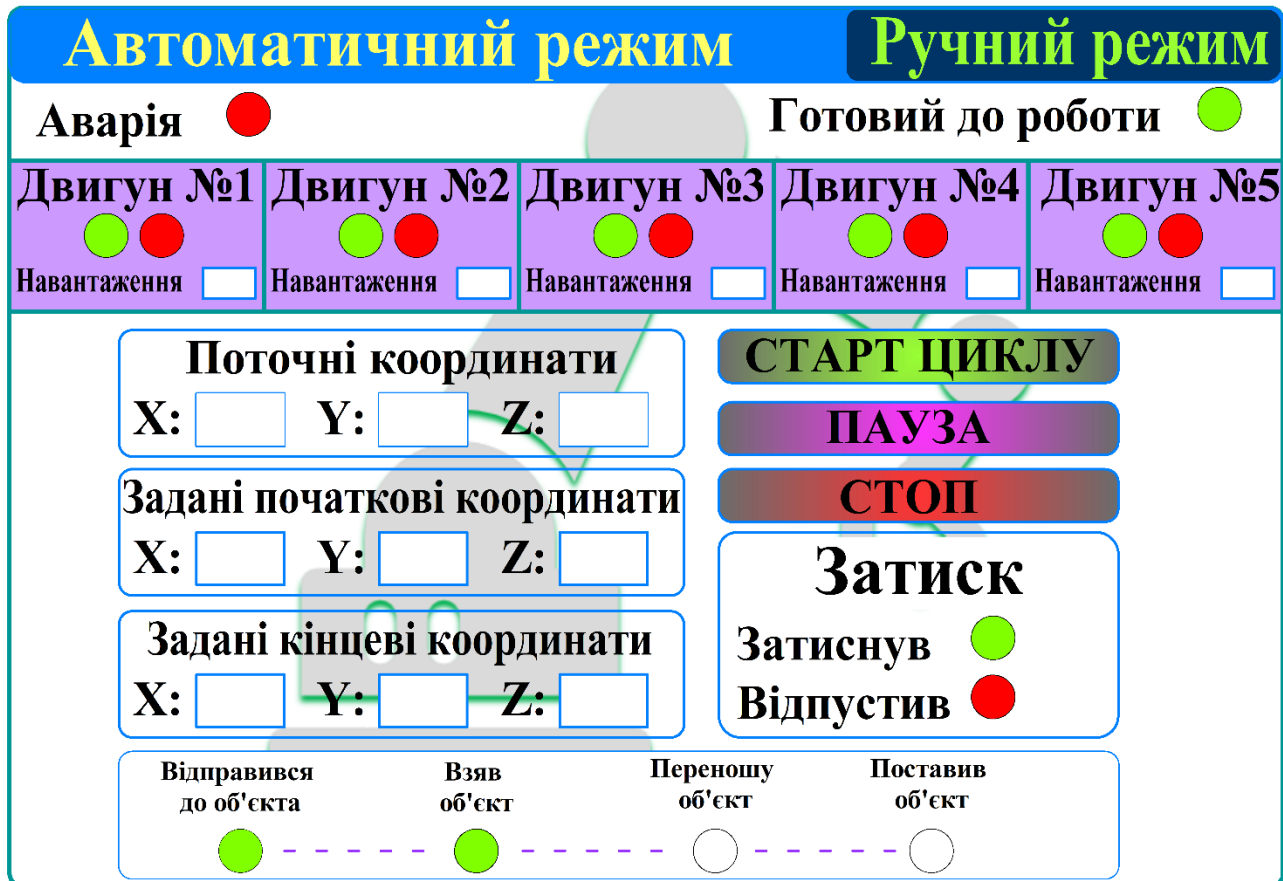 Автоматичний режим
Ручний режим
Аварія
Готовий до роботи
Двигун №1
Двигун №2
Двигун №3
Двигун №4
Двигун №5
Навантаження
Навантаження
Навантаження
Навантаження
Навантаження
Поточні координати
X: Y: Z:
Задані початкові координати
X: Y: Z:
Задані кінцеві координати
X: Y: Z:
СТАРТ ЦИКЛУ
ПАУЗА
СТОП
Затиск
Затиснув
Відпустив
Відправився
до об'єкта
Взяв
об'єкт
Переношу
об'єкт
Поставив
об'єкт